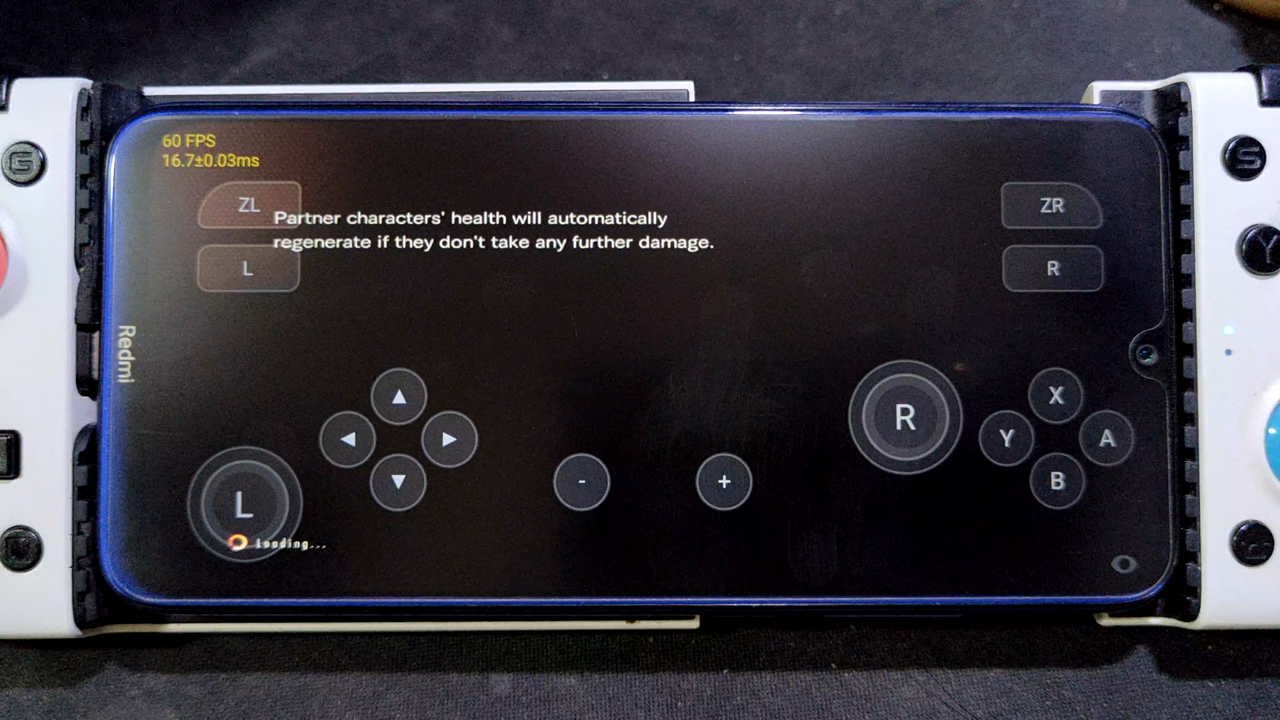 60 FPS
16.7±0.03ms
ZL
Partner characters' health will automatically
regenerate if they don't take any further damage.
L
ZR
R
Redmi
L
Loading...
-
+
R
X
Y
A
B
G
S
Y